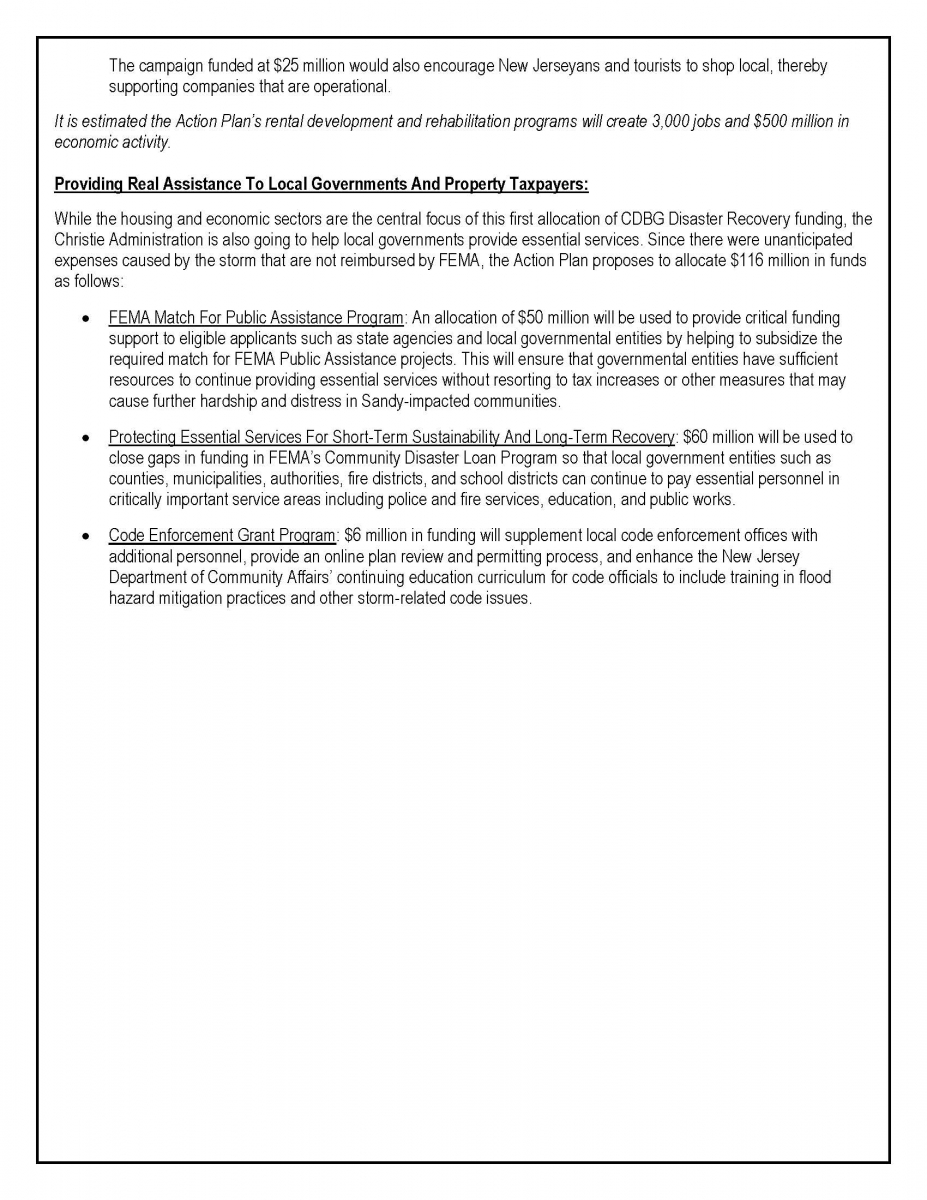 The campaign funded at $25 million would also encourage New Jerseyans and tourists to shop local, thereby
supporting companies that are operational.
It is estimated the Action Plan's rental development and rehabilitation programs will create 3,000 jobs and $500 million in
economic activity.
Providing Real Assistance To Local Governments And Property Taxpayers:
While the housing and economic sectors are the central focus of this first allocation of CDBG Disaster Recovery funding, the
Christie Administration is also going to help local governments provide essential services. Since there were unanticipated
expenses caused by the storm that are not reimbursed by FEMA, the Action Plan proposes to allocate $116 million in funds
as follows:
• FEMA Match For Public Assistance Program: An allocation of $50 million will be used to provide critical funding
support to eligible applicants such as state agencies and local governmental entities by helping to subsidize the
required match for FEMA Public Assistance projects. This will ensure that governmental entities have sufficient
resources to continue providing essential services without resorting to tax increases or other measures that may
cause further hardship and distress in Sandy-impacted communities.
• Protecting Essential Services For Short-Term Sustainability And Long-Term Recovery: $60 million will be used to
close gaps in funding in FEMA's Community Disaster Loan Program so that local government entities such as
counties, municipalities, authorities, fire districts, and school districts can continue to pay essential personnel in
critically important service areas including police and fire services, education, and public works.
• Code Enforcement Grant Program: $6 million in funding will supplement local code enforcement offices with
additional personnel, provide an online plan review and permitting process, and enhance the New Jersey
Department of Community Affairs' continuing education curriculum for code officials to include training in flood
hazard mitigation practices and other storm-related code issues.